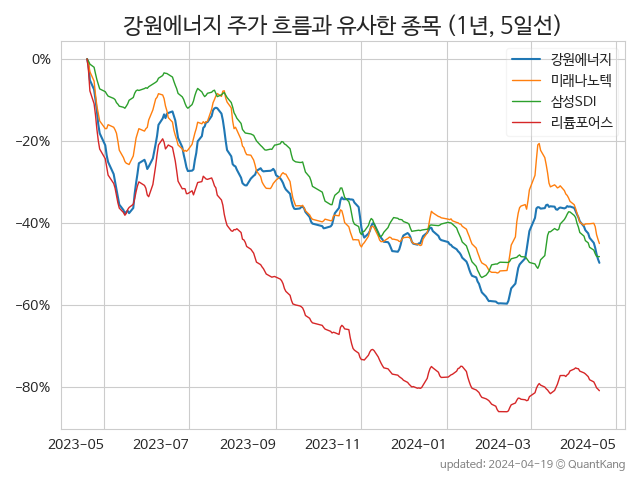 강원에너지 주가 흐름과 유사한 종목 (1년, 5일선)
강원에너지
미래나노텍
삼성SDI
리튬포어스
0%
−20%
−40%
−60%
−80%
2023-05 2023-07 2023-09 2023-11 2024-01 2024-03 2024-05
updated: 2024-04-19 © QuantKang